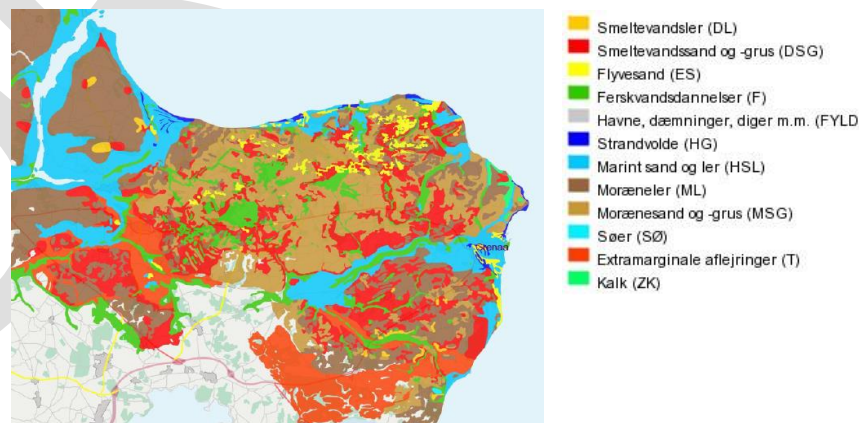 Smeltevandsler (DL)
Smeltevandssand og -grus (DSG)
Flyvesand (ES)
Ferskvandsdannelser (F)
Havne, dæmninger, diger m.m. (FYLD
Strandvolde (HG)
Marint sand og ler (HSL)
Moræneler (ML)
Morænesand og -grus (MSG)
Søer (SØ)
Extramarginale aflejringer (T)
Kalk (ZK)